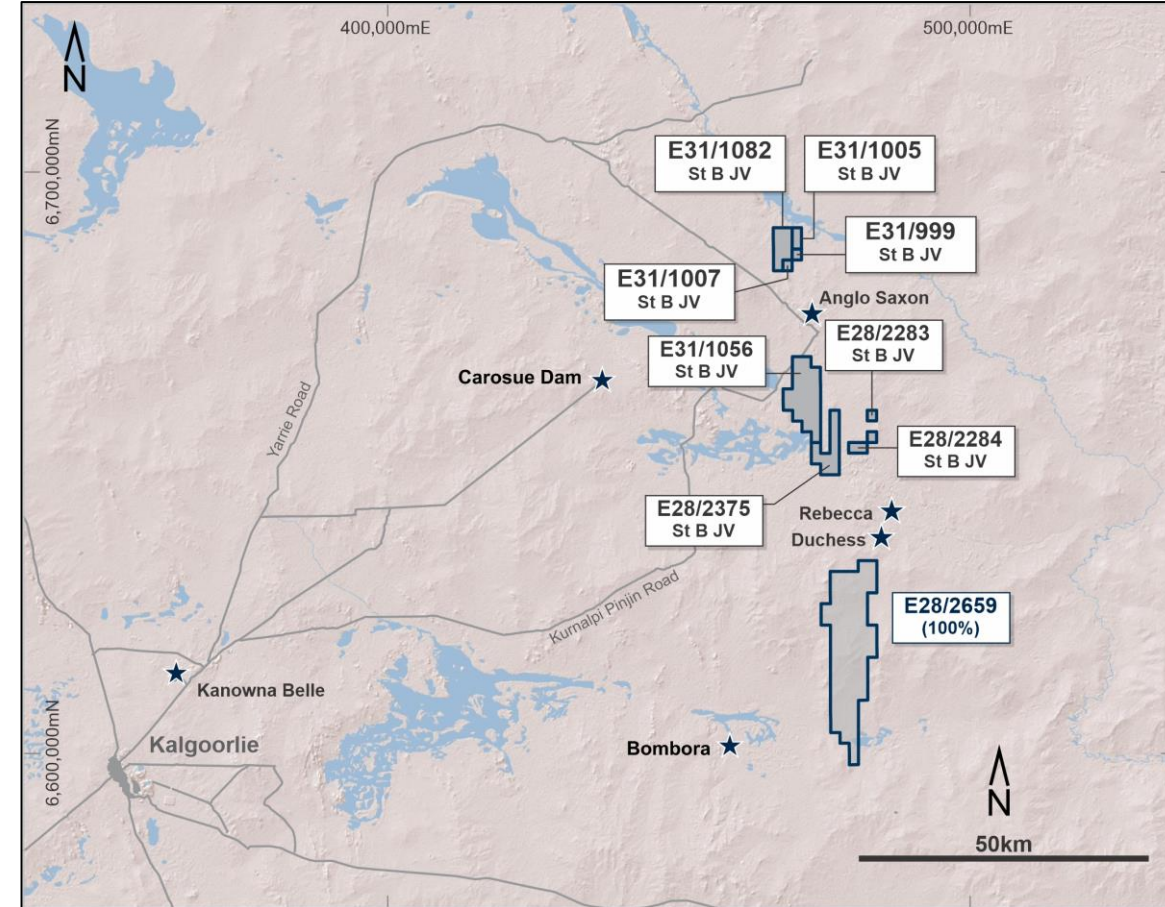 400,000mE
500,000mE
N
6,700,000mN
E31/1082
St B JV
E31/1005
St B JV
E31/999
St B JV
E31/1007
St B JV
Anglo Saxon
E31/1056
St B JV
E28/2283
St B JV
Carosue Dam
Yarrie Road
E28/2284
St B JV
E28/2375
St B JV
Rebecca
Duchess
Kurnalpi Pinjin Road
E28/2659
(100%)
Kanowna Belle
Kalgoorlie
Bombora
6,600,000mN
N
50km